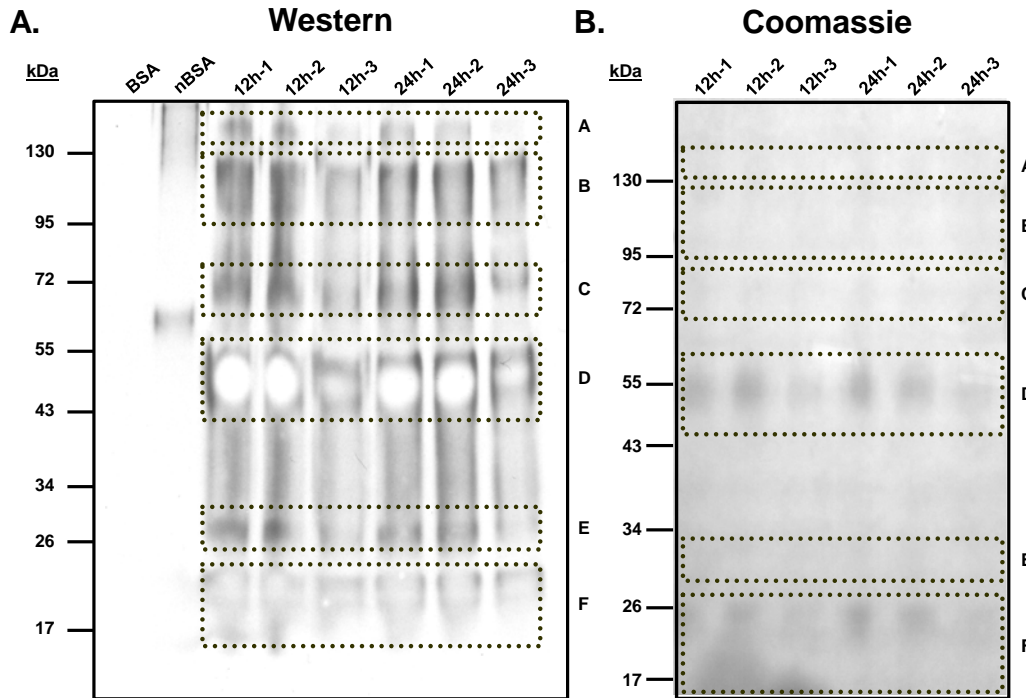 A.
Western
kDa
BSA
nBSA
12h-1
12h-2
12h-3
24h-1
24h-2
24h-3
130
95
72
55
43
34
26
17
A
B
C
D
E
F
B.
Coomassie
kDa
12h-1
12h-2
12h-3
24h-1
24h-2
24h-3
130
95
72
55
43
34
26
17
A
B
C
D
E
F